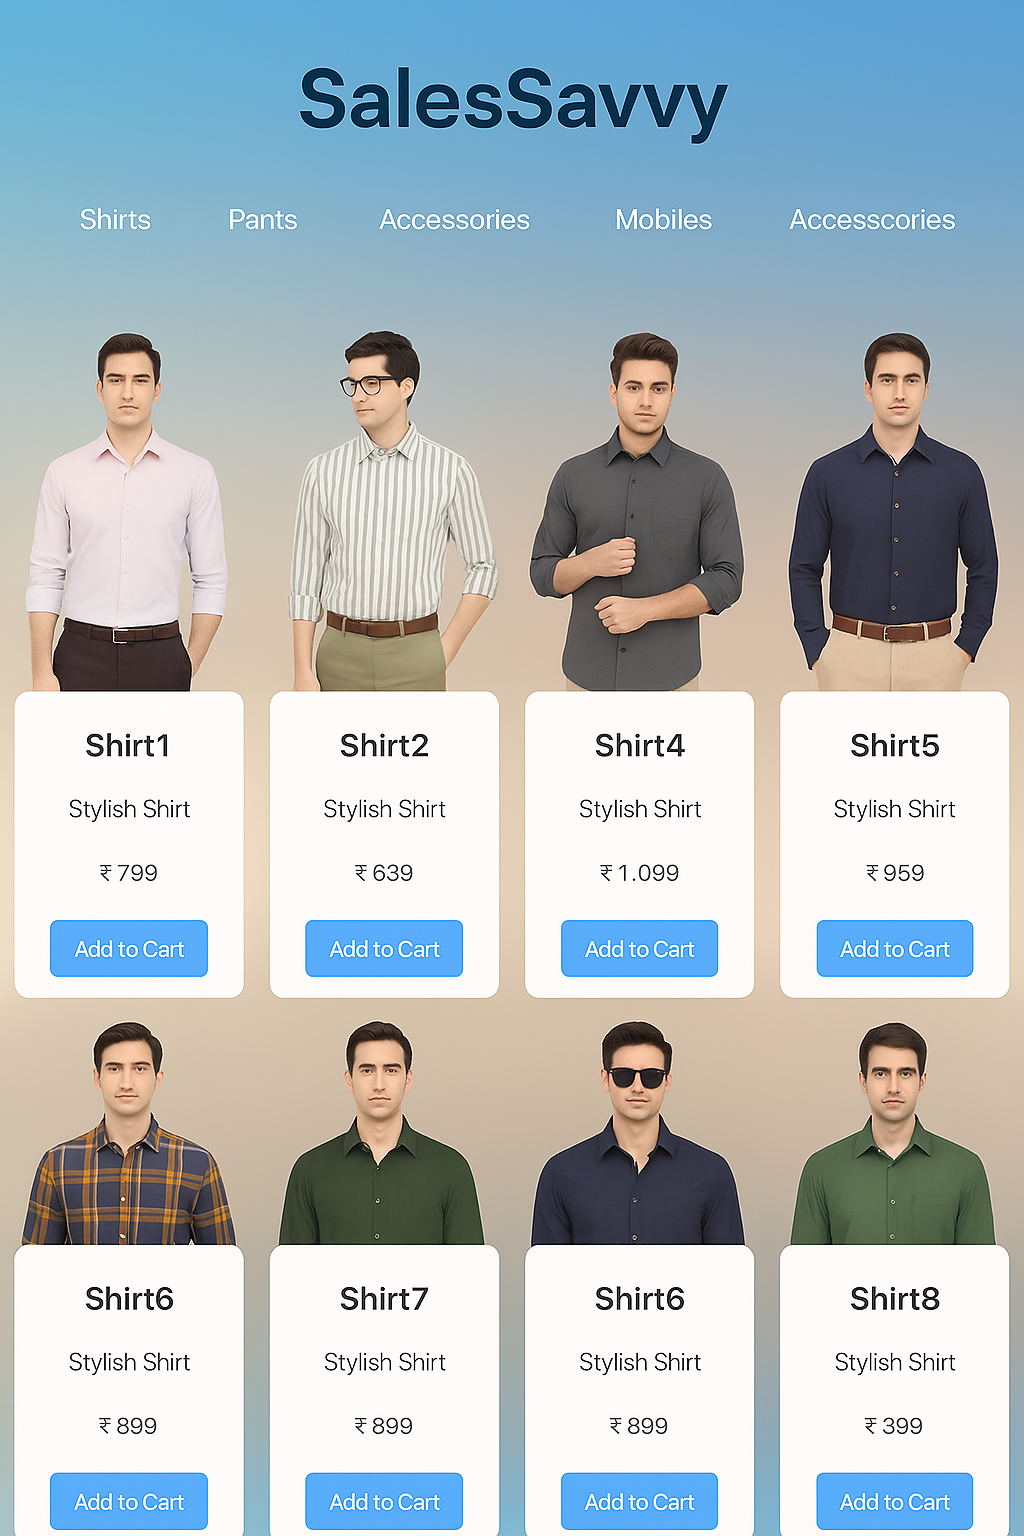 SalesSavvy
Shirts Pants Accessories Mobiles Accesscories
Shirt1 Shirt2 Shirt4 Shirt5
Stylish Shirt Stylish Shirt Stylish Shirt Stylish Shirt
₹ 799 ₹ 639 ₹ 1.099 ₹ 959
Add to Cart Add to Cart Add to Cart Add to Cart
Shirt6 Shirt7 Shirt6 Shirt8
Stylish Shirt Stylish Shirt Stylish Shirt Stylish Shirt
₹ 899 ₹ 899 ₹ 899 ₹ 399
Add to Cart Add to Cart Add to Cart Add to Cart